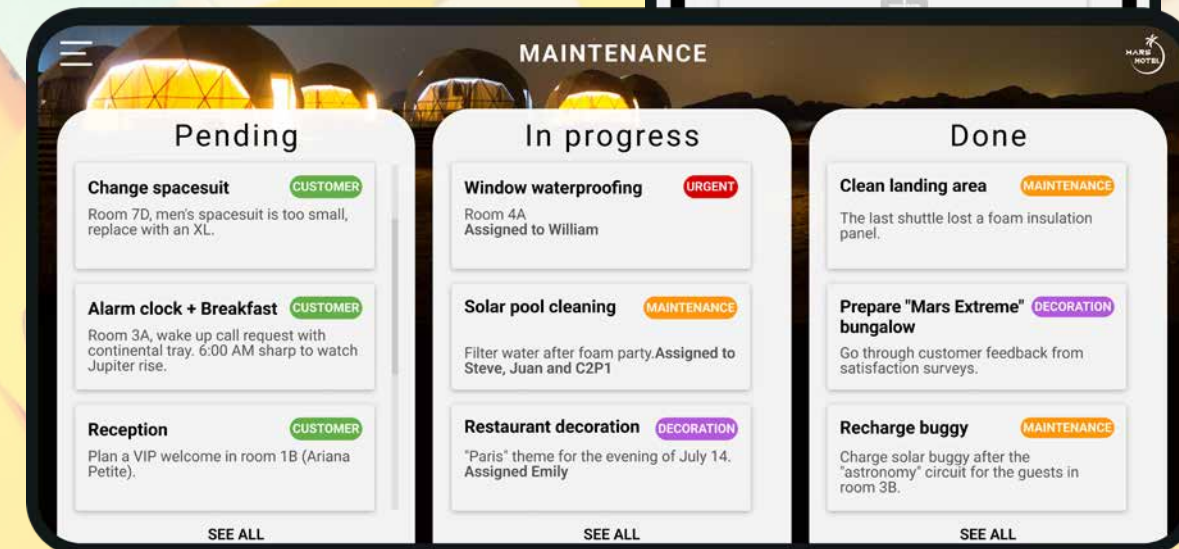 MAINTENANCE
MARS
HOTEL
Pending
Change spacesuit
CUSTOMER
Room 7D, men's spacesuit is too small,
replace with an XL.
Alarm clock + Breakfast
CUSTOMER
Room 3A, wake up call request with
continental tray. 6:00 AM sharp to watch
Jupiter rise.
Reception
CUSTOMER
Plan a VIP welcome in room 1B (Ariana
Petite).
SEE ALL
In progress
Window waterproofing
URGENT
Room 4A
Assigned to William
Solar pool cleaning
MAINTENANCE
Filter water after foam party.Assigned to
Steve, Juan and C2P1
Restaurant decoration
DECORATION
"Paris" theme for the evening of July 14.
Assigned Emily
SEE ALL
Done
Clean landing area
MAINTENANCE
The last shuttle lost a foam insulation
panel.
Prepare "Mars Extreme"
DECORATION
bungalow
Go through customer feedback from
satisfaction surveys.
Recharge buggy
MAINTENANCE
Charge solar buggy after the
"astronomy" circuit for the guests in
room 3B.
SEE ALL